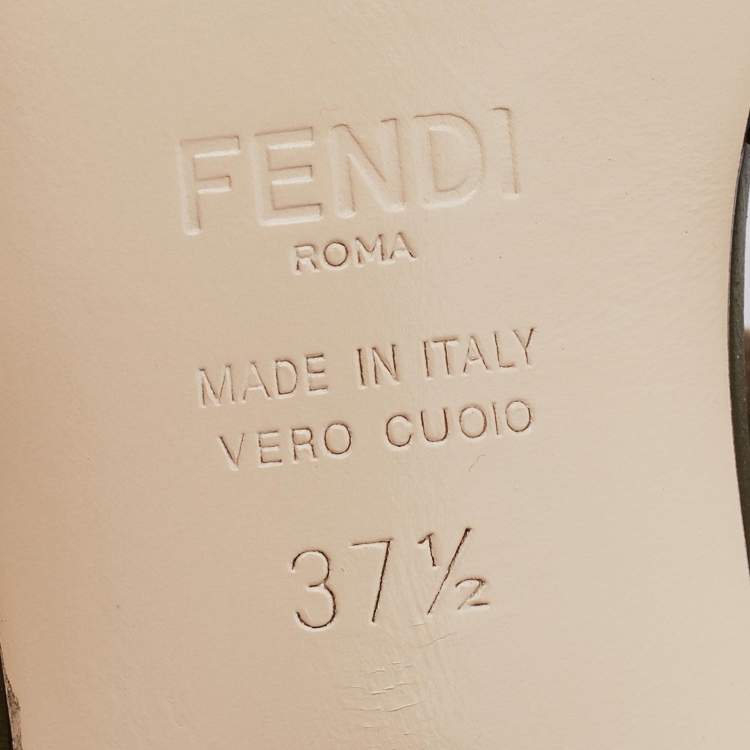 FENDI
ROMA
MADE IN ITALY
VERO CUOIO
37½